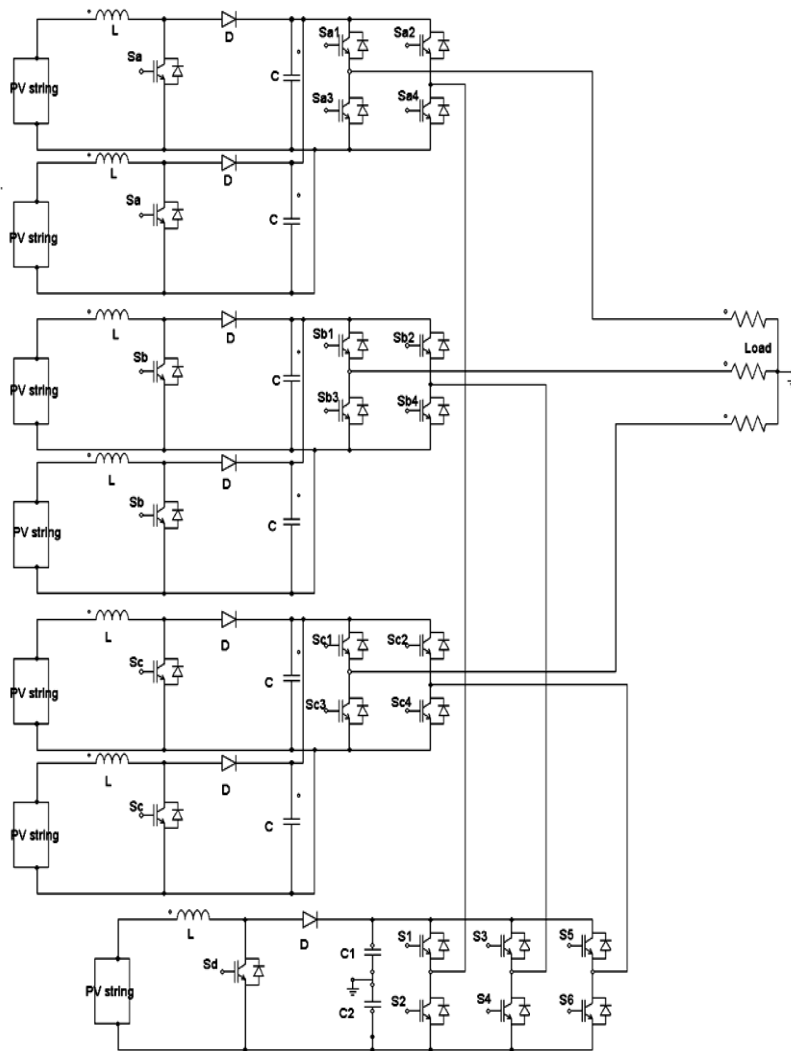 L
D
Sa
PV string
C
Sa1
Sa2
Sa3
Sa4
L
D
Sa
PV string
C
L
D
Sb
PV string
C
Sb1
Sb2
Sb3
Sb4
Load
L
D
Sb
PV string
C
L
D
Sc
PV string
C
Sc1
Sc2
Sc3
Sc4
L
D
Sc
PV string
C
L
D
Sd
PV string
C1
C2
S1
S3
S5
S2
S4
S6